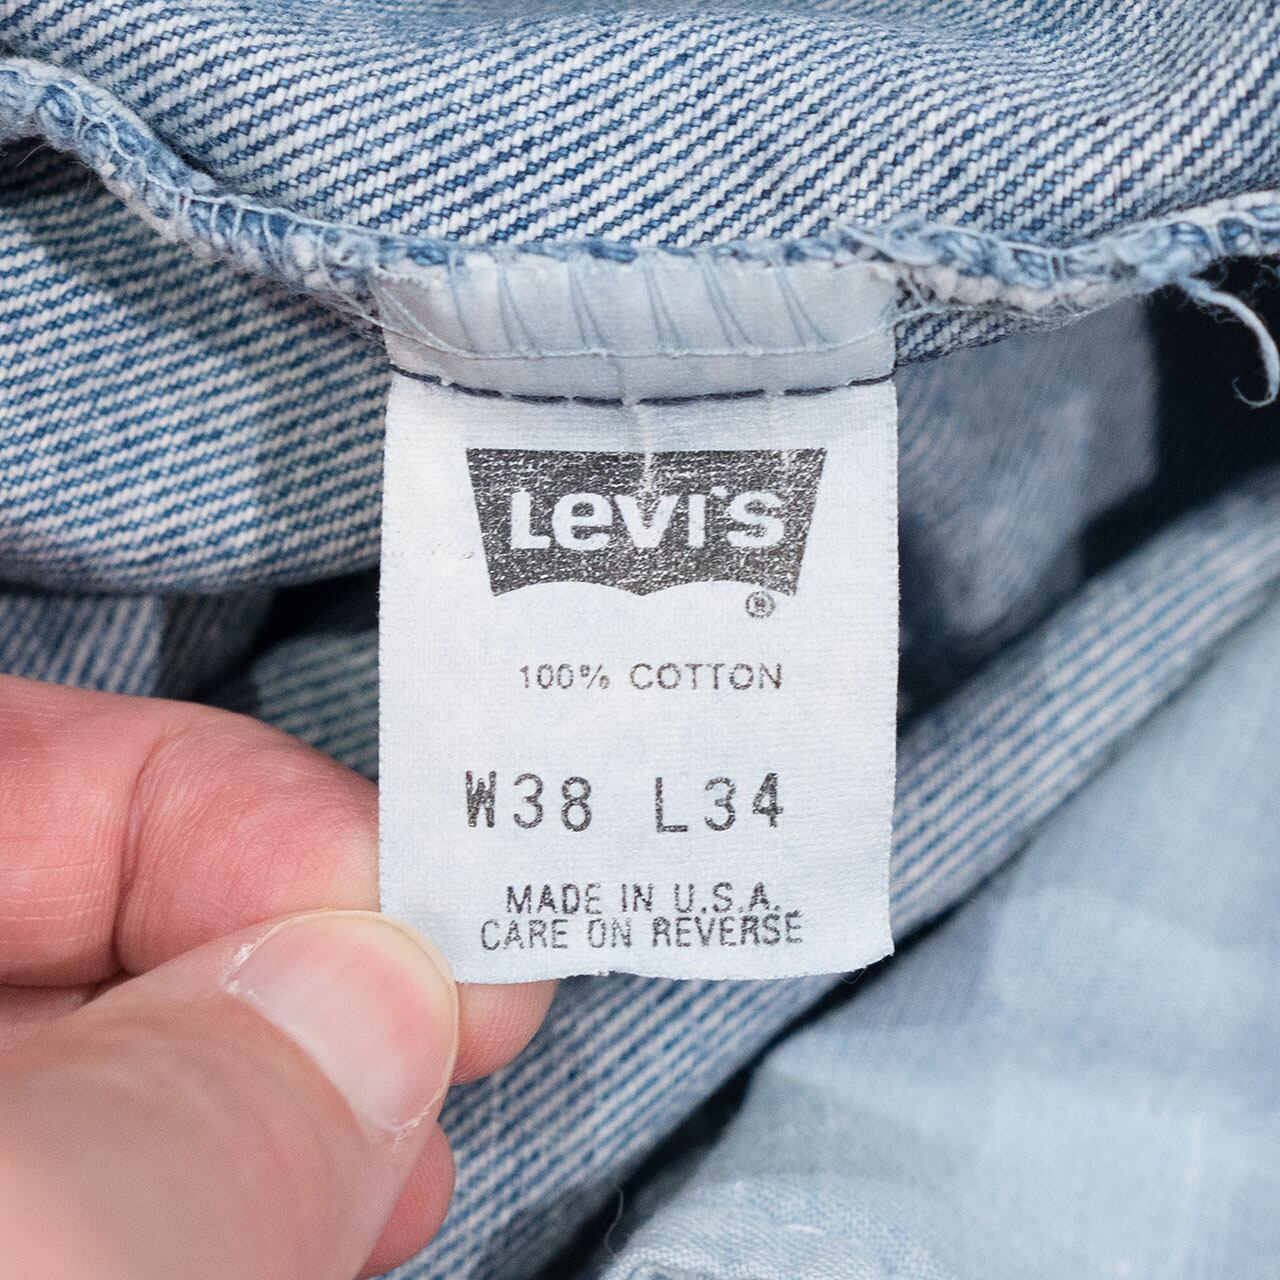 Levi's
®
100% COTTON
W38 L34
MADE IN U.S.A.
CARE ON REVERSE